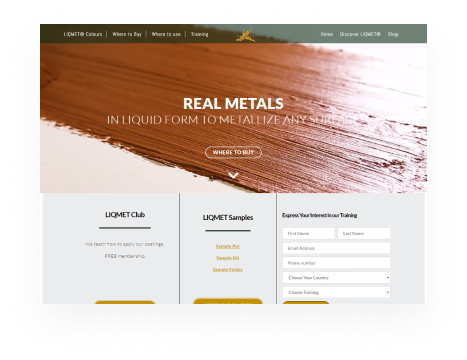 LIQMET® Colours | Where to Buy | Where to use | Training
Home Discover LIQMET® Shop
REAL METALS
IN LIQUID FORM TO METALLIZE ANY SURFACE
WHERE TO BUY
LIQMET Club
We teach how to apply our coatings.
FREE membership
LIQMET Samples
Sample Pot
Sample Kit
Sample Folder
Express Your Interest in our Training
First Name Last Name
Email Address
Phone number
Choose Your Country
Choose Training